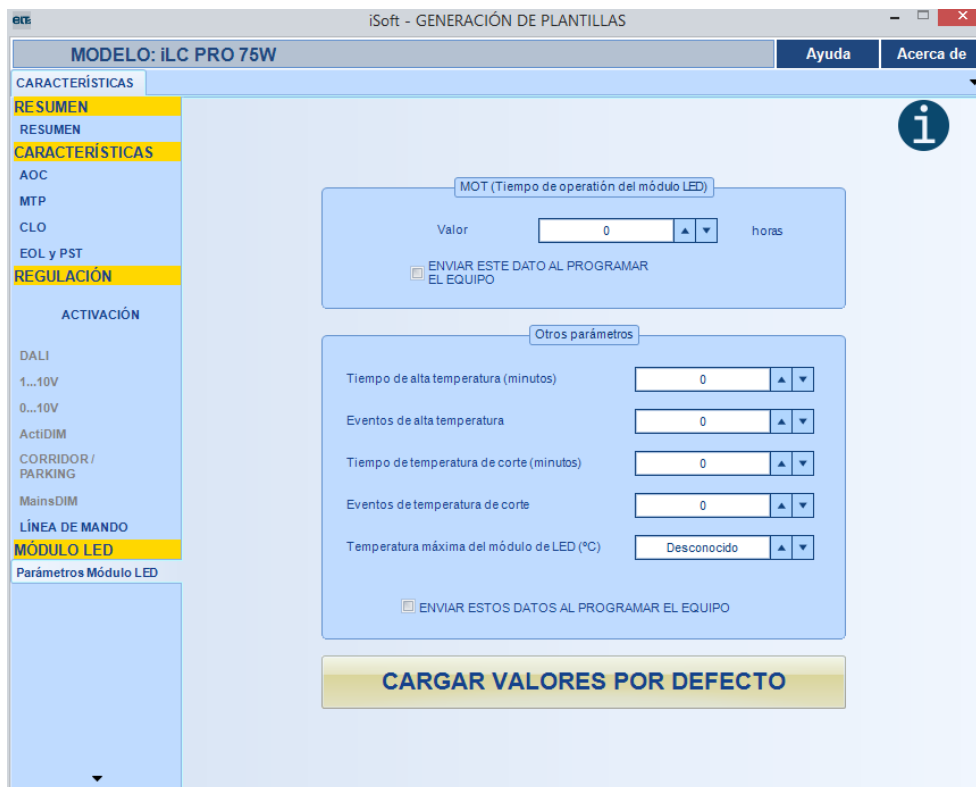 iSoft - GENERACIÓN DE PLANTILLAS
MODELO: iLC PRO 75W
Ayuda
Acerca de
CARACTERÍSTICAS
RESUMEN
RESUMEN
CARACTERÍSTICAS
AOC
MTP
CLO
EOL y PST
REGULACIÓN
ACTIVACIÓN
DALI
1...10V
0...10V
ActiDIM
CORRIDOR /
PARKING
MainsDIM
LÍNEA DE MANDO
MÓDULO LED
Parámetros Módulo LED
MOT (Tiempo de operatión del módulo LED)
Valor 0 horas
ENVIAR ESTE DATO AL PROGRAMAR
EL EQUIPO
Otros parámetros
Tiempo de alta temperatura (minutos) 0
Eventos de alta temperatura 0
Tiempo de temperatura de corte (minutos) 0
Eventos de temperatura de corte 0
Temperatura máxima del módulo de LED (ºC) Desconocido
ENVIAR ESTOS DATOS AL PROGRAMAR EL EQUIPO
CARGAR VALORES POR DEFECTO